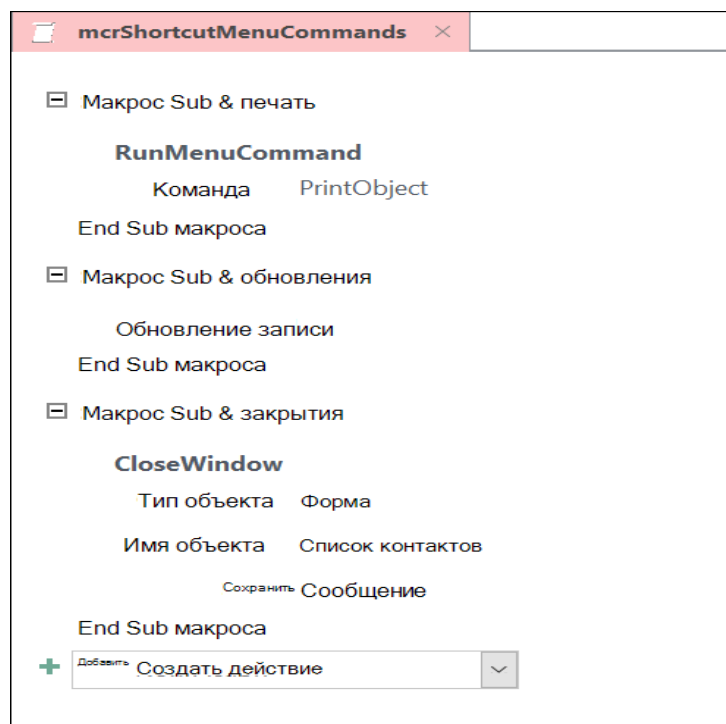 mcrShortcutMenuCommands
Макрос Sub & печать
RunMenuCommand
Команда PrintObject
End Sub макроса
Макрос Sub & обновления
Обновление записи
End Sub макроса
Макрос Sub & закрытия
CloseWindow
Тип объекта Форма
Имя объекта Список контактов
Сохранить Сообщение
End Sub макроса
Добавить Создать действие